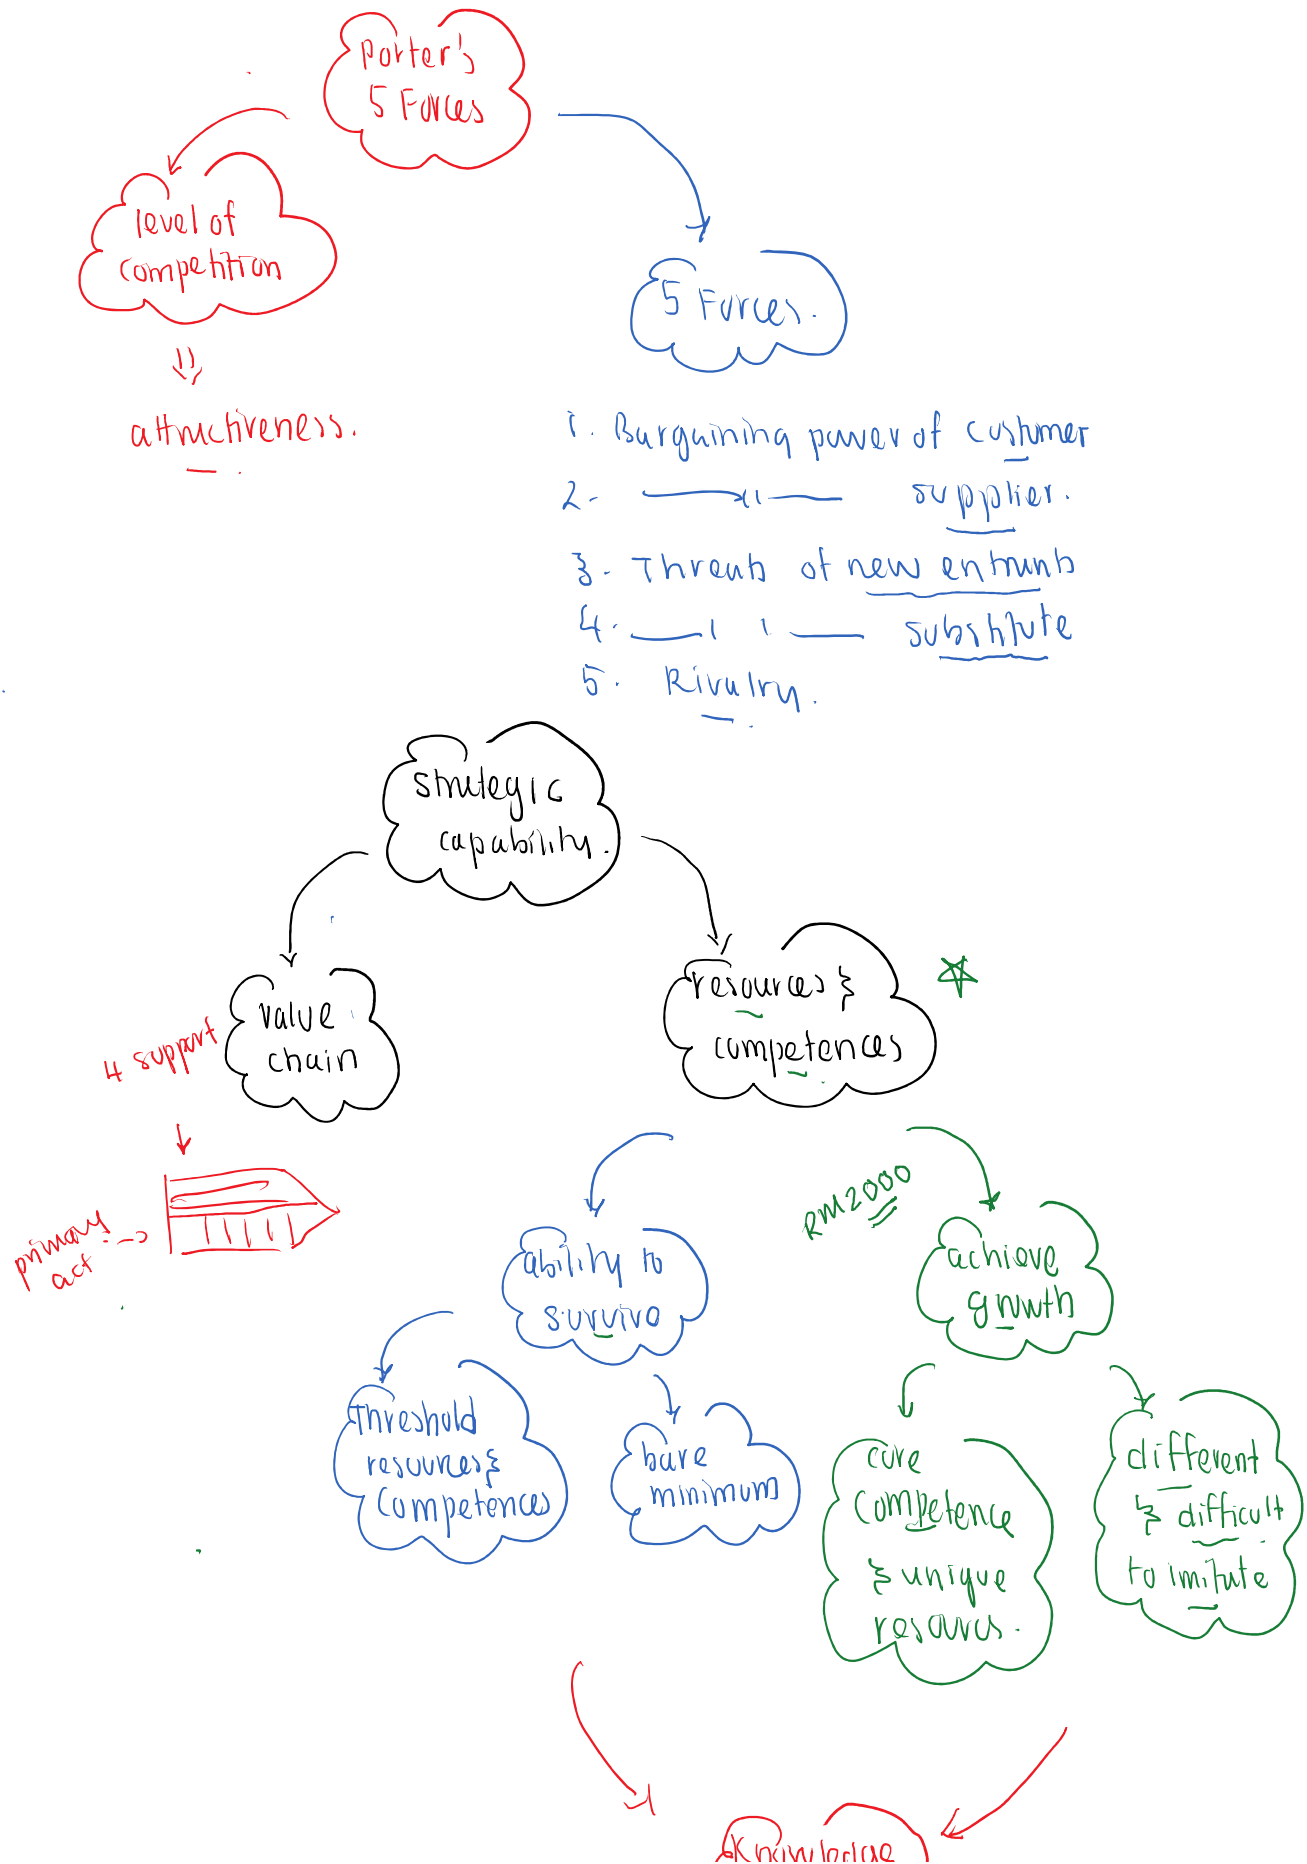 Porter's
5 Forces
level of
competition
attractiveness.
5 Forces.
1. Bargaining power of customer
2. —— " —— supplier.
3. Threats of new entrants
4. —— " —— substitute
5. Rivalry.
strategic
capability.
value
chain
4 support
primary
act
resources &
competences
RM2000
ability to
survive
achieve
growth
Threshold
resources &
competences
bare
minimum
core
competence
& unique
resources.
different
& difficult
to imitate
Knowledge